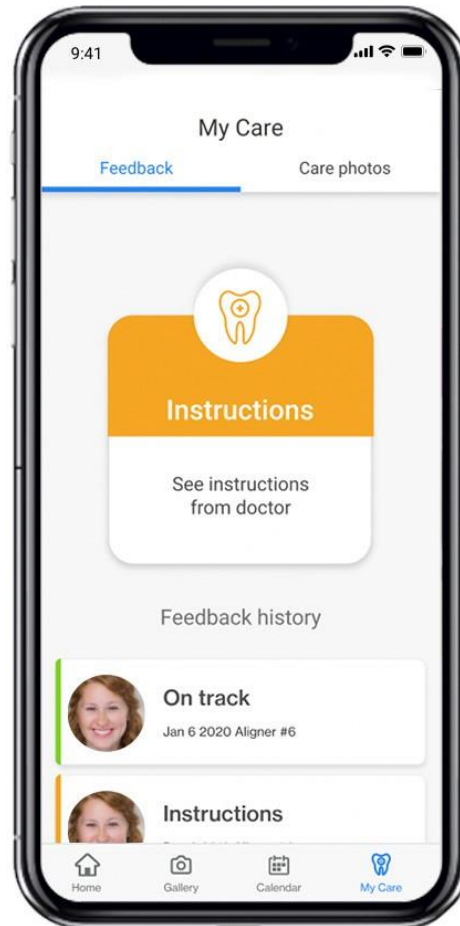 9:41
My Care
Feedback
Care photos
Instructions
See instructions
from doctor
Feedback history
On track
Jan 6 2020 Aligner #6
Instructions
Home
Gallery
Calendar
My Care